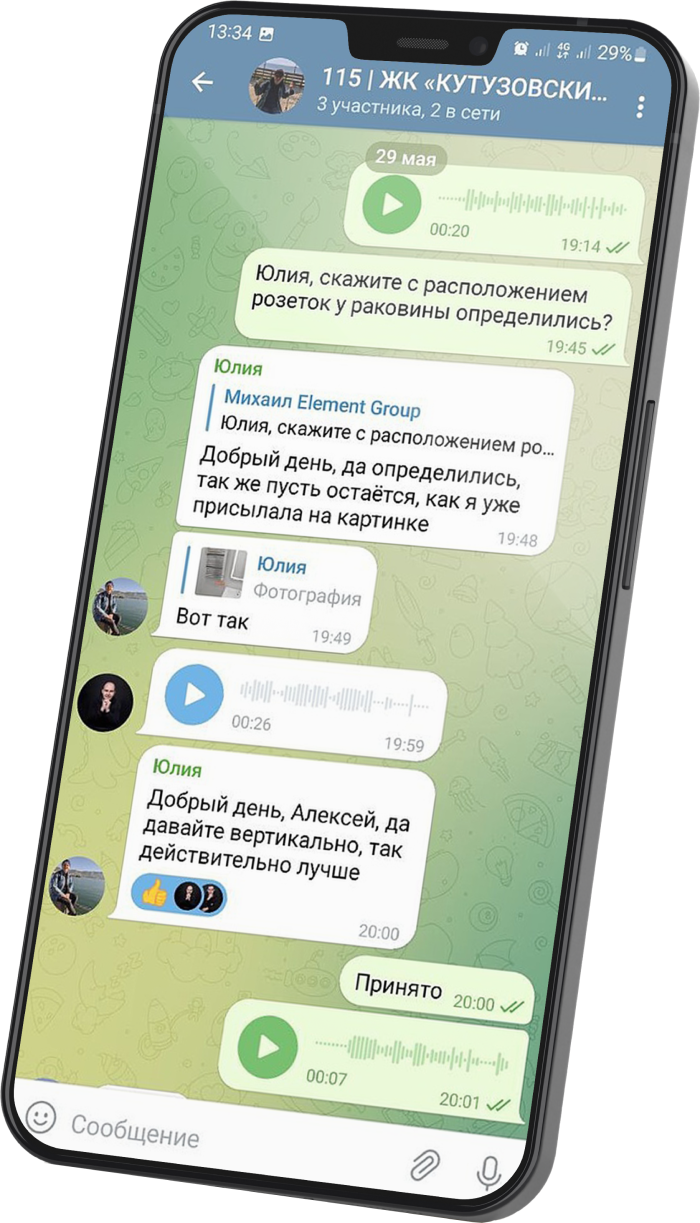 13:34 4G 29%
115 | ЖК «КУТУЗОВСКИ...
3 участника, 2 в сети
29 мая
00:20
19:14
Юлия, скажите с расположением
розеток у раковины определились?
19:45
Юлия
Михаил Element Group
Юлия, скажите с расположением ро...
Добрый день, да определились,
так же пусть остаётся, как я уже
присылала на картинке
19:48
Юлия
Фотография
Вот так
19:49
00:26
19:59
Юлия
Добрый день, Алексей, да
давайте вертикально, так
действительно лучше
20:00
Принято 20:00
00:07
20:01
Сообщение